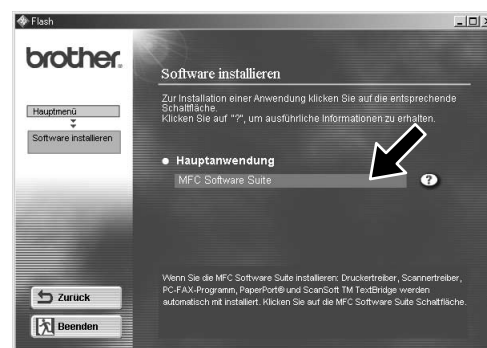 Flash
brother.
Hauptmenü
Software installieren
Software installieren
Zur Installation einer Anwendung klicken Sie auf die entsprechende
Schaltfläche.
Klicken Sie auf "?", um ausführliche Informationen zu erhalten.
Hauptanwendung
MFC Software Suite
?
Wenn Sie die MFC Software Suite installieren: Druckertreiber, Scannertreiber,
PC-FAX-Programm, PaperPort® und ScanSoft TM TextBridge werden
automatisch mit installiert. Klicken Sie auf die MFC Software Suite Schaltfläche.
Zurück
Beenden